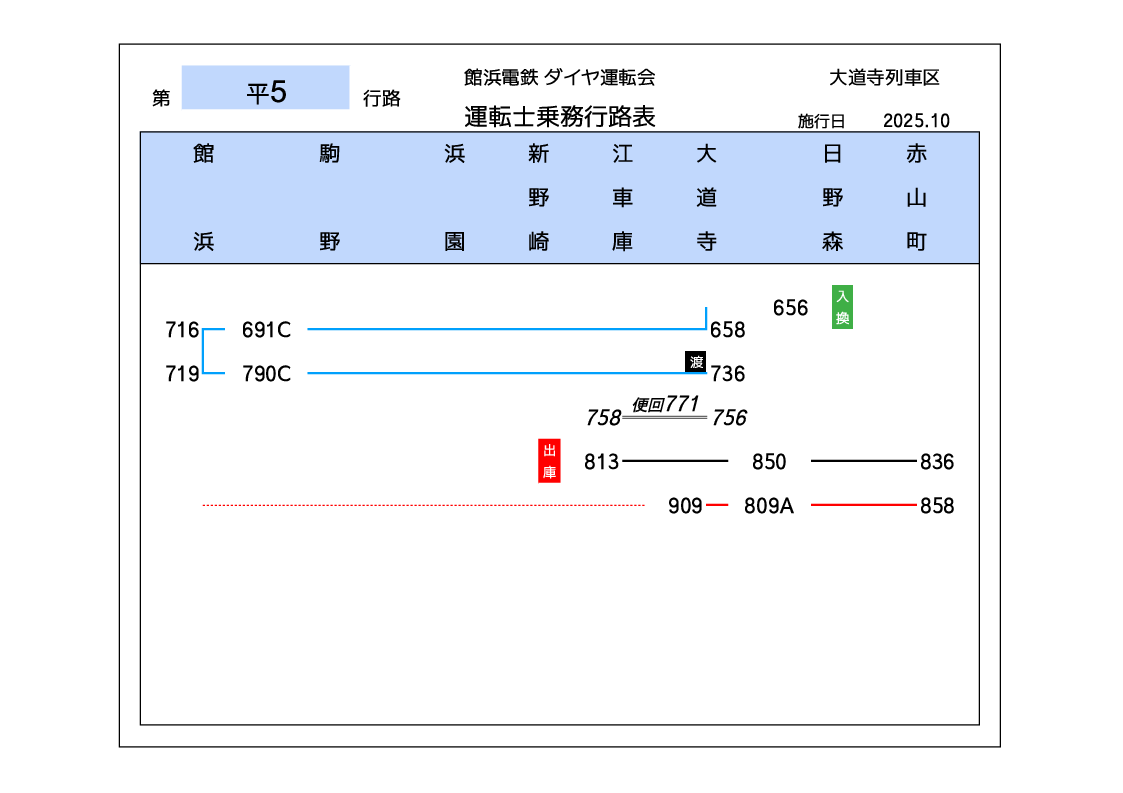 館浜電鉄 ダイヤ運転会 大道寺列車区
第 平5 行路 運転士乗務行路表 施行日 2025.10
館浜 駒野 浜園 新野崎 江車庫 大道寺 日野森 赤山町
656 入換
716 691C 658
719 790C 渡 736
758 便回771 756
出庫 813 850 836
909 809A 858